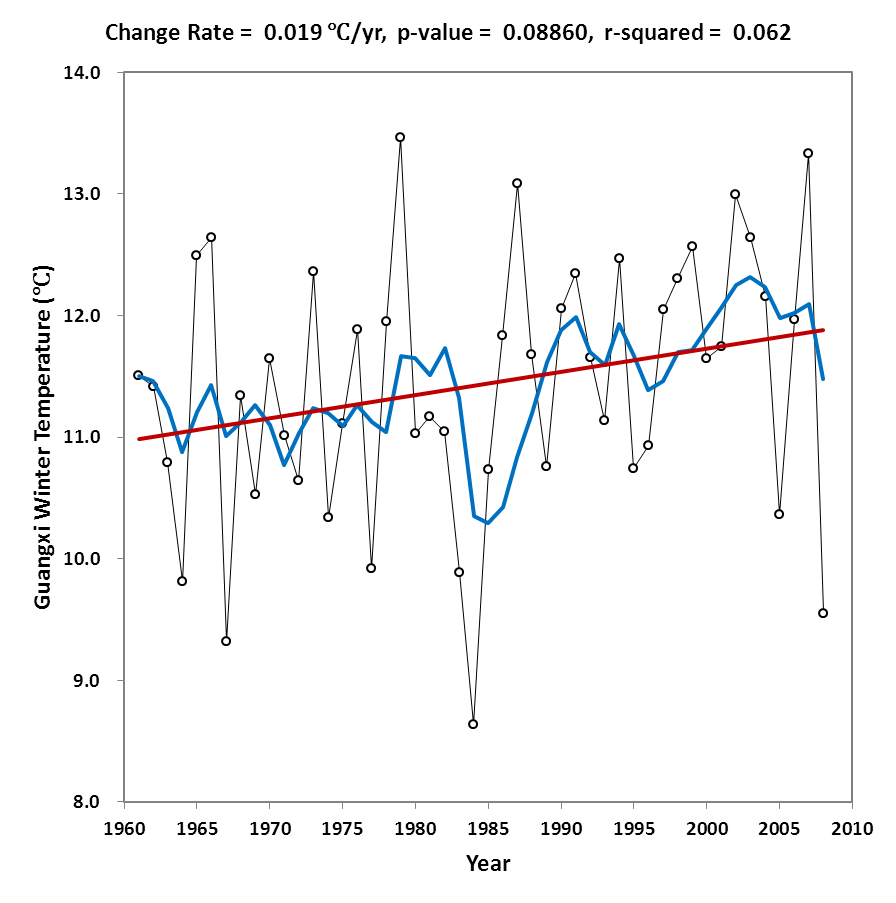 Change Rate = 0.019 ℃/yr, p-value = 0.08860, r-squared = 0.062
14.0
13.0
12.0
11.0
10.0
9.0
8.0
Guangxi Winter Temperature (℃)
1960 1965 1970 1975 1980 1985 1990 1995 2000 2005 2010
Year